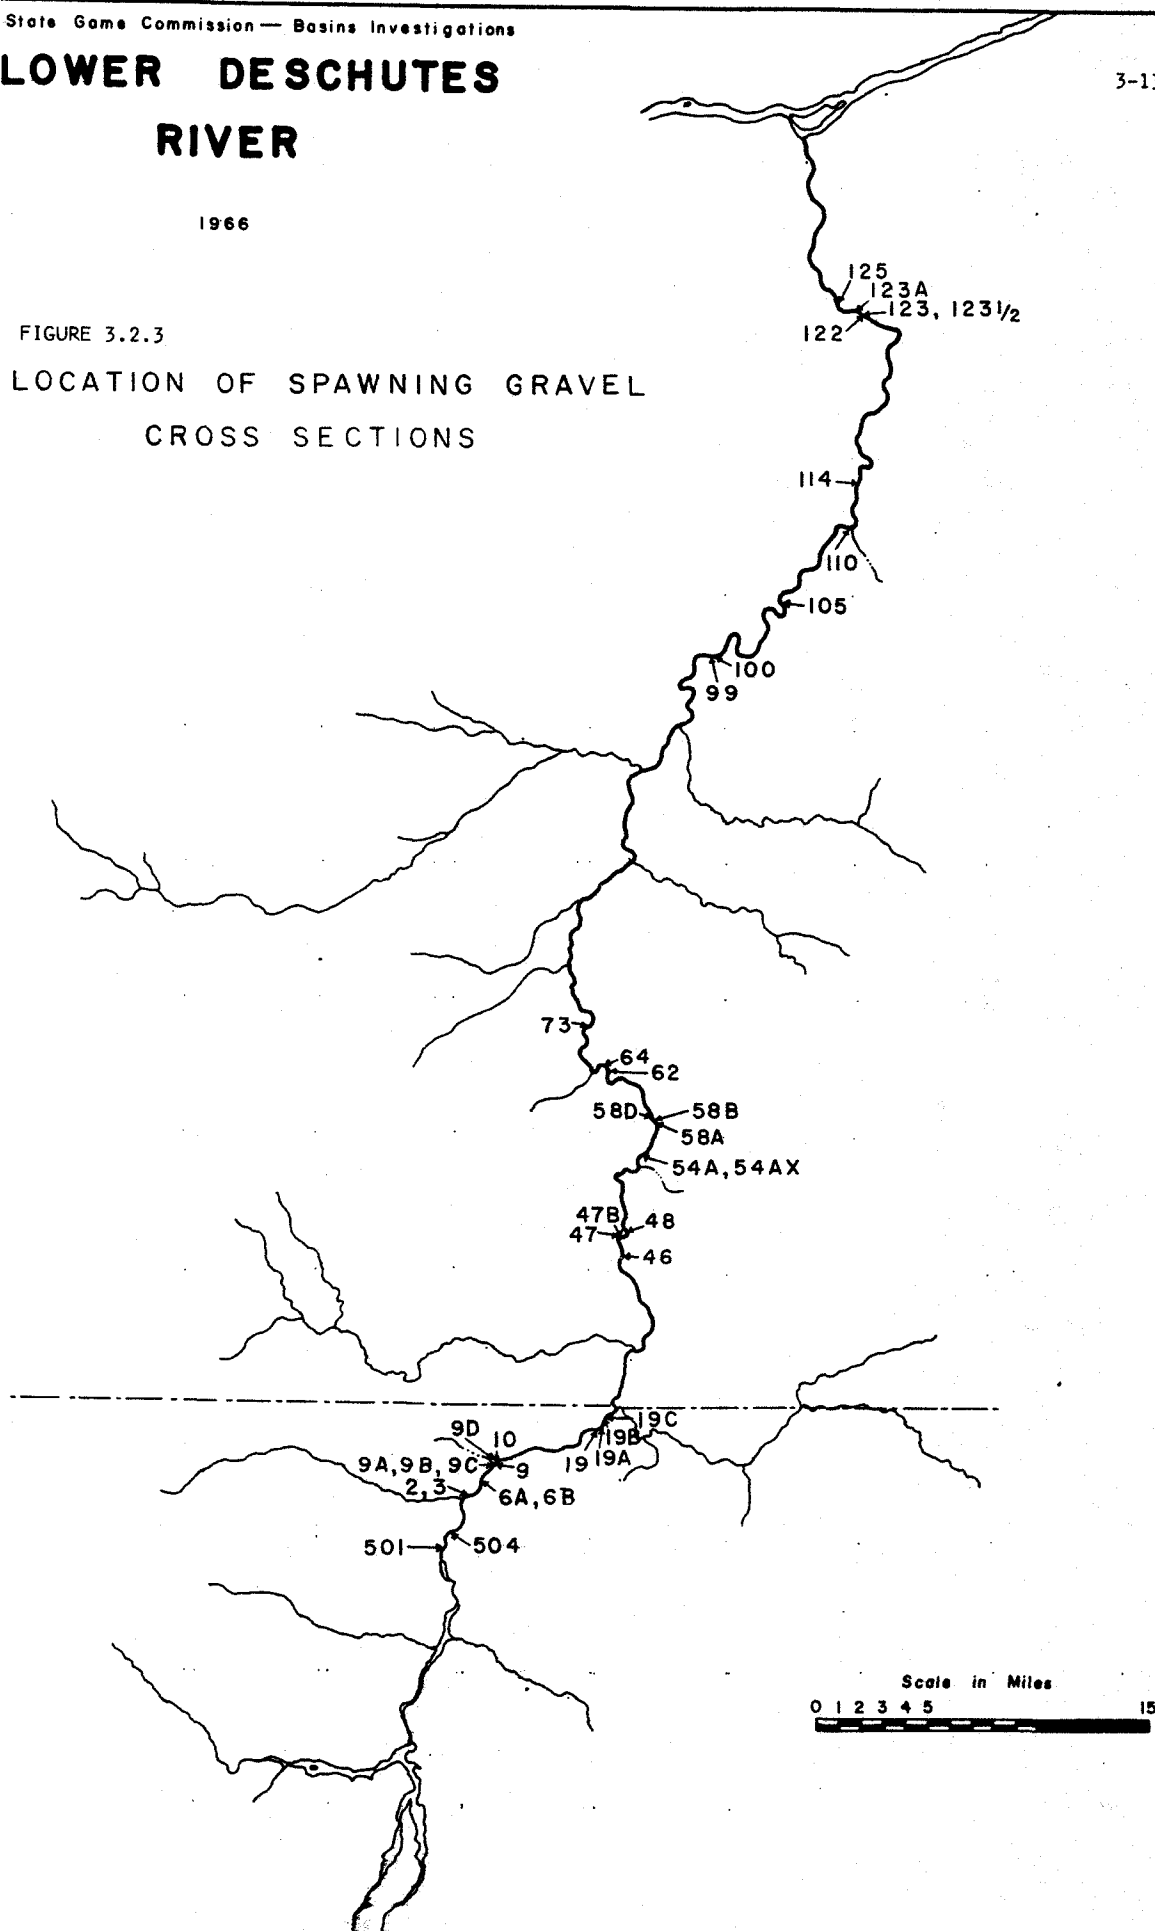 State Game Commission — Basins Investigations
LOWER DESCHUTES
RIVER
3-11
1966
FIGURE 3.2.3
LOCATION OF SPAWNING GRAVEL
CROSS SECTIONS
125
123A
123, 123½
122
114
110
105
100
99
73
64
62
58D
58B
58A
54A, 54AX
47B
48
47
46
19C
9D
10
19B
9A, 9B, 9C
9
19
19A
2, 3
6A, 6B
501
504
Scale in Miles
0 1 2 3 4 5 15